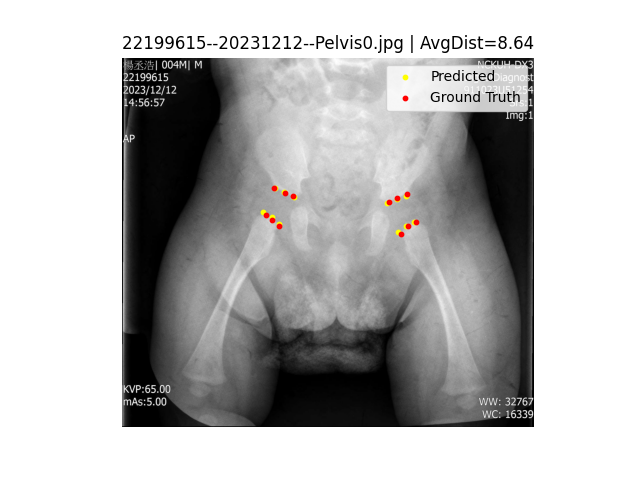 22199615--20231212--Pelvis0.jpg | AvgDist=8.64
004M| M
22199615
2023/12/12
14:56:57
AP
NCKUH-DX3
Predicted
Ground Truth
Img:1
KVP:65.00
mAs:5.00
WW: 32767
WC: 16339